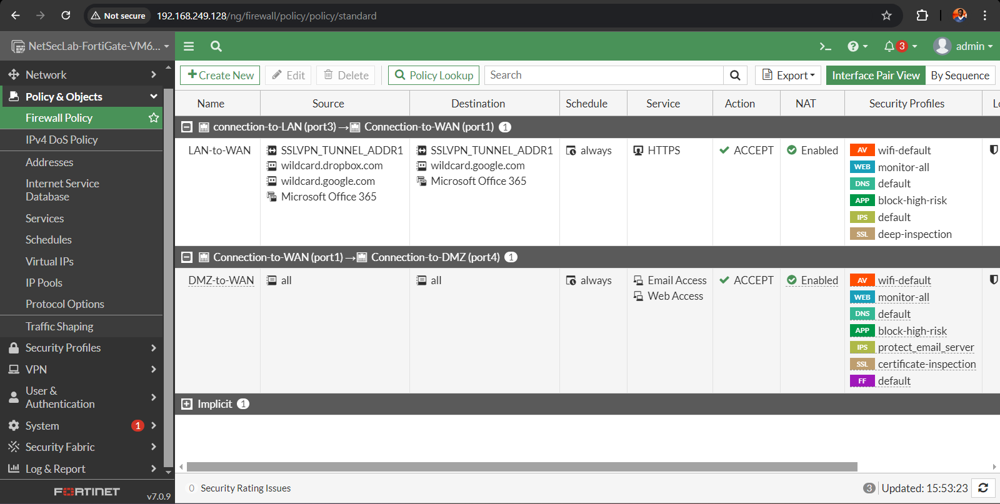 Not secure 192.168.249.128/ng/firewall/policy/policy/standard
NetSecLab-FortiGate-VM6...
3 admin
Network
Policy & Objects
Firewall Policy
IPv4 DoS Policy
Addresses
Internet Service
Database
Services
Schedules
Virtual IPs
IP Pools
Protocol Options
Traffic Shaping
Security Profiles
VPN
User &
Authentication
System 1
Security Fabric
Log & Report
FORTINET v7.0.9
Create New Edit Delete Policy Lookup Search Export Interface Pair View By Sequence
Name Source Destination Schedule Service Action NAT Security Profiles Lo
connection-to-LAN (port3) → Connection-to-WAN (port1) 1
LAN-to-WAN SSLVPN_TUNNEL_ADDR1 SSLVPN_TUNNEL_ADDR1 always HTTPS ACCEPT Enabled AV wifi-default
wildcard.dropbox.com wildcard.google.com WEB monitor-all
wildcard.google.com Microsoft Office 365 DNS default
Microsoft Office 365 APP block-high-risk
IPS default
SSL deep-inspection
Connection-to-WAN (port1) → Connection-to-DMZ (port4) 1
DMZ-to-WAN all all always Email Access ACCEPT Enabled AV wifi-default
Web Access WEB monitor-all
DNS default
APP block-high-risk
IPS protect_email_server
SSL certificate-inspection
FF default
Implicit 1
0 Security Rating Issues 3 Updated: 15:53:23